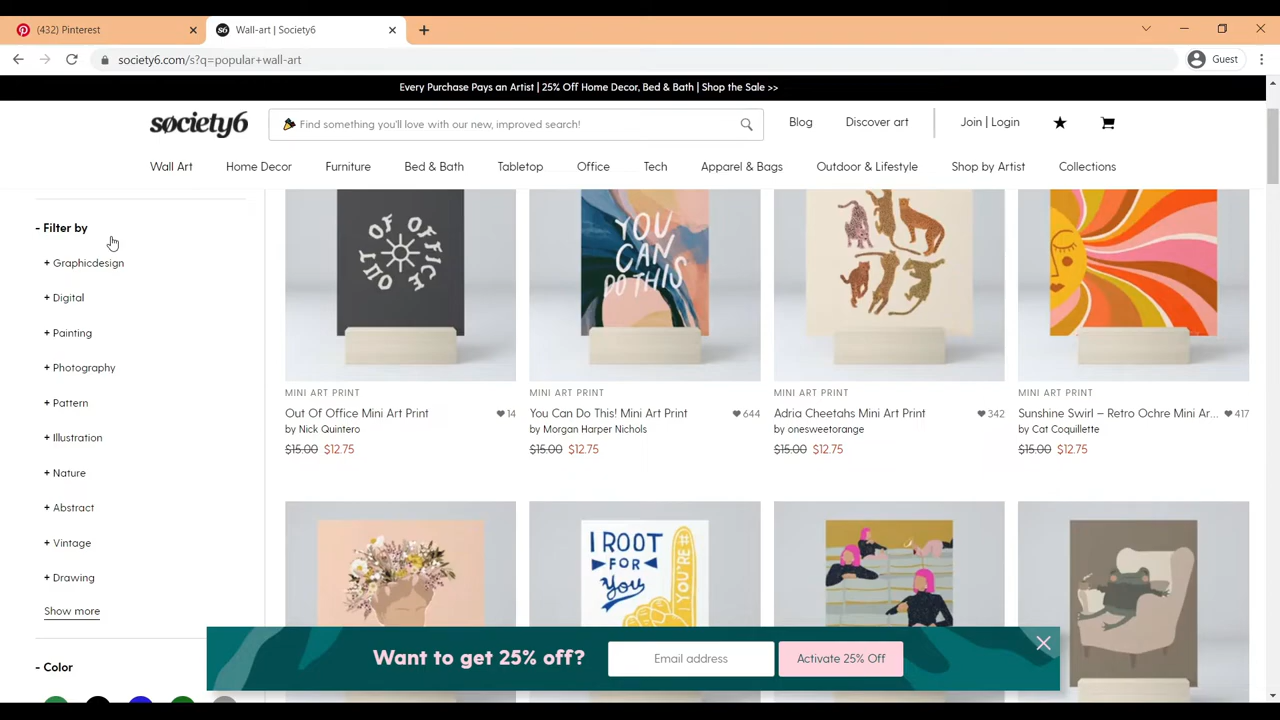 (432) Pinterest
Wall-art | Society6
society6.com/s?q=popular+wall-art
Guest
Every Purchase Pays an Artist | 25% Off Home Decor, Bed & Bath | Shop the Sale >>
society6
Find something you'll love with our new, improved search!
Blog
Discover art
Join | Login
Wall Art
Home Decor
Furniture
Bed & Bath
Tabletop
Office
Tech
Apparel & Bags
Outdoor & Lifestyle
Shop by Artist
Collections
- Filter by
+ Graphicdesign
+ Digital
+ Painting
+ Photography
+ Pattern
+ Illustration
+ Nature
+ Abstract
+ Vintage
+ Drawing
Show more
- Color
OUT OF OFFICE
OUT OF OFFICE
MINI ART PRINT
Out Of Office Mini Art Print
14
by Nick Quintero
$15.00 $12.75
YOU
CAN
DO THIS!
MINI ART PRINT
You Can Do This! Mini Art Print
644
by Morgan Harper Nichols
$15.00 $12.75
MINI ART PRINT
Adria Cheetahs Mini Art Print
342
by onesweetorange
$15.00 $12.75
MINI ART PRINT
Sunshine Swirl – Retro Ochre Mini Ar...
417
by Cat Coquillette
$15.00 $12.75
I ROOT
FOR
You
YOU'RE #
Want to get 25% off?
Email address
Activate 25% Off